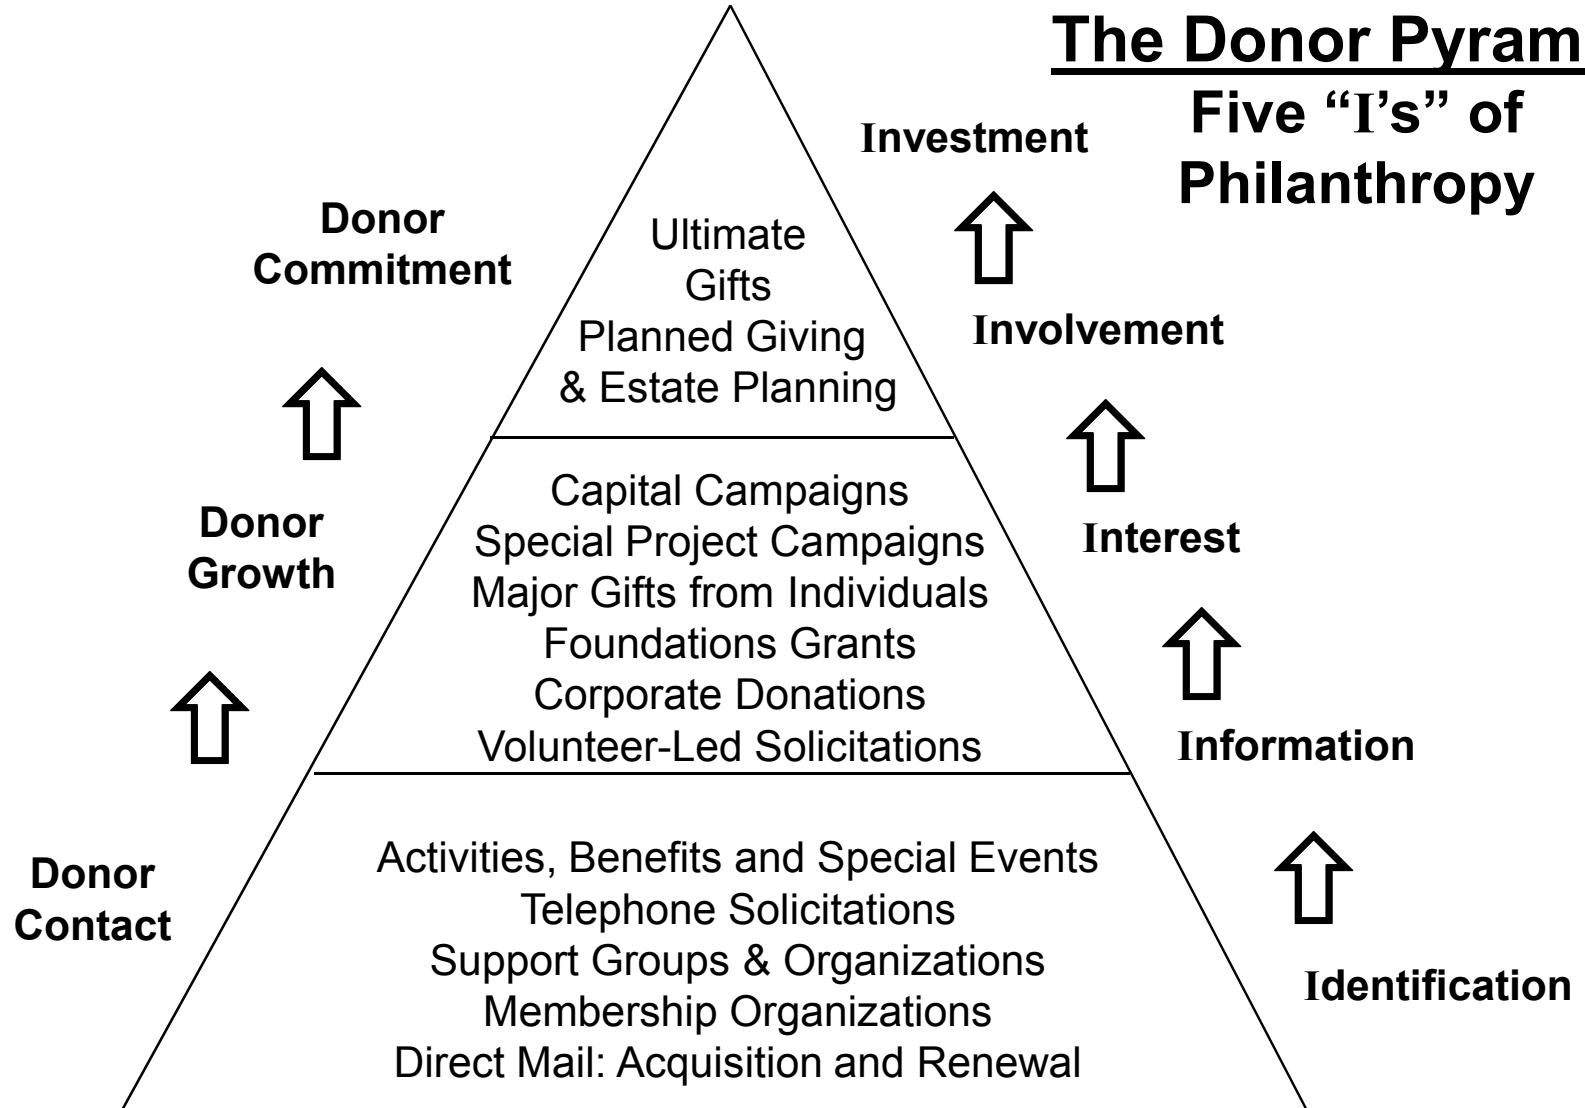 The Donor Pyram
Five “I’s” of
Philanthropy
Donor
Commitment
Donor
Growth
Donor
Contact
Ultimate
Gifts
Planned Giving
& Estate Planning
Capital Campaigns
Special Project Campaigns
Major Gifts from Individuals
Foundations Grants
Corporate Donations
Volunteer-Led Solicitations
Activities, Benefits and Special Events
Telephone Solicitations
Support Groups & Organizations
Membership Organizations
Direct Mail: Acquisition and Renewal
Investment
Involvement
Interest
Information
Identification